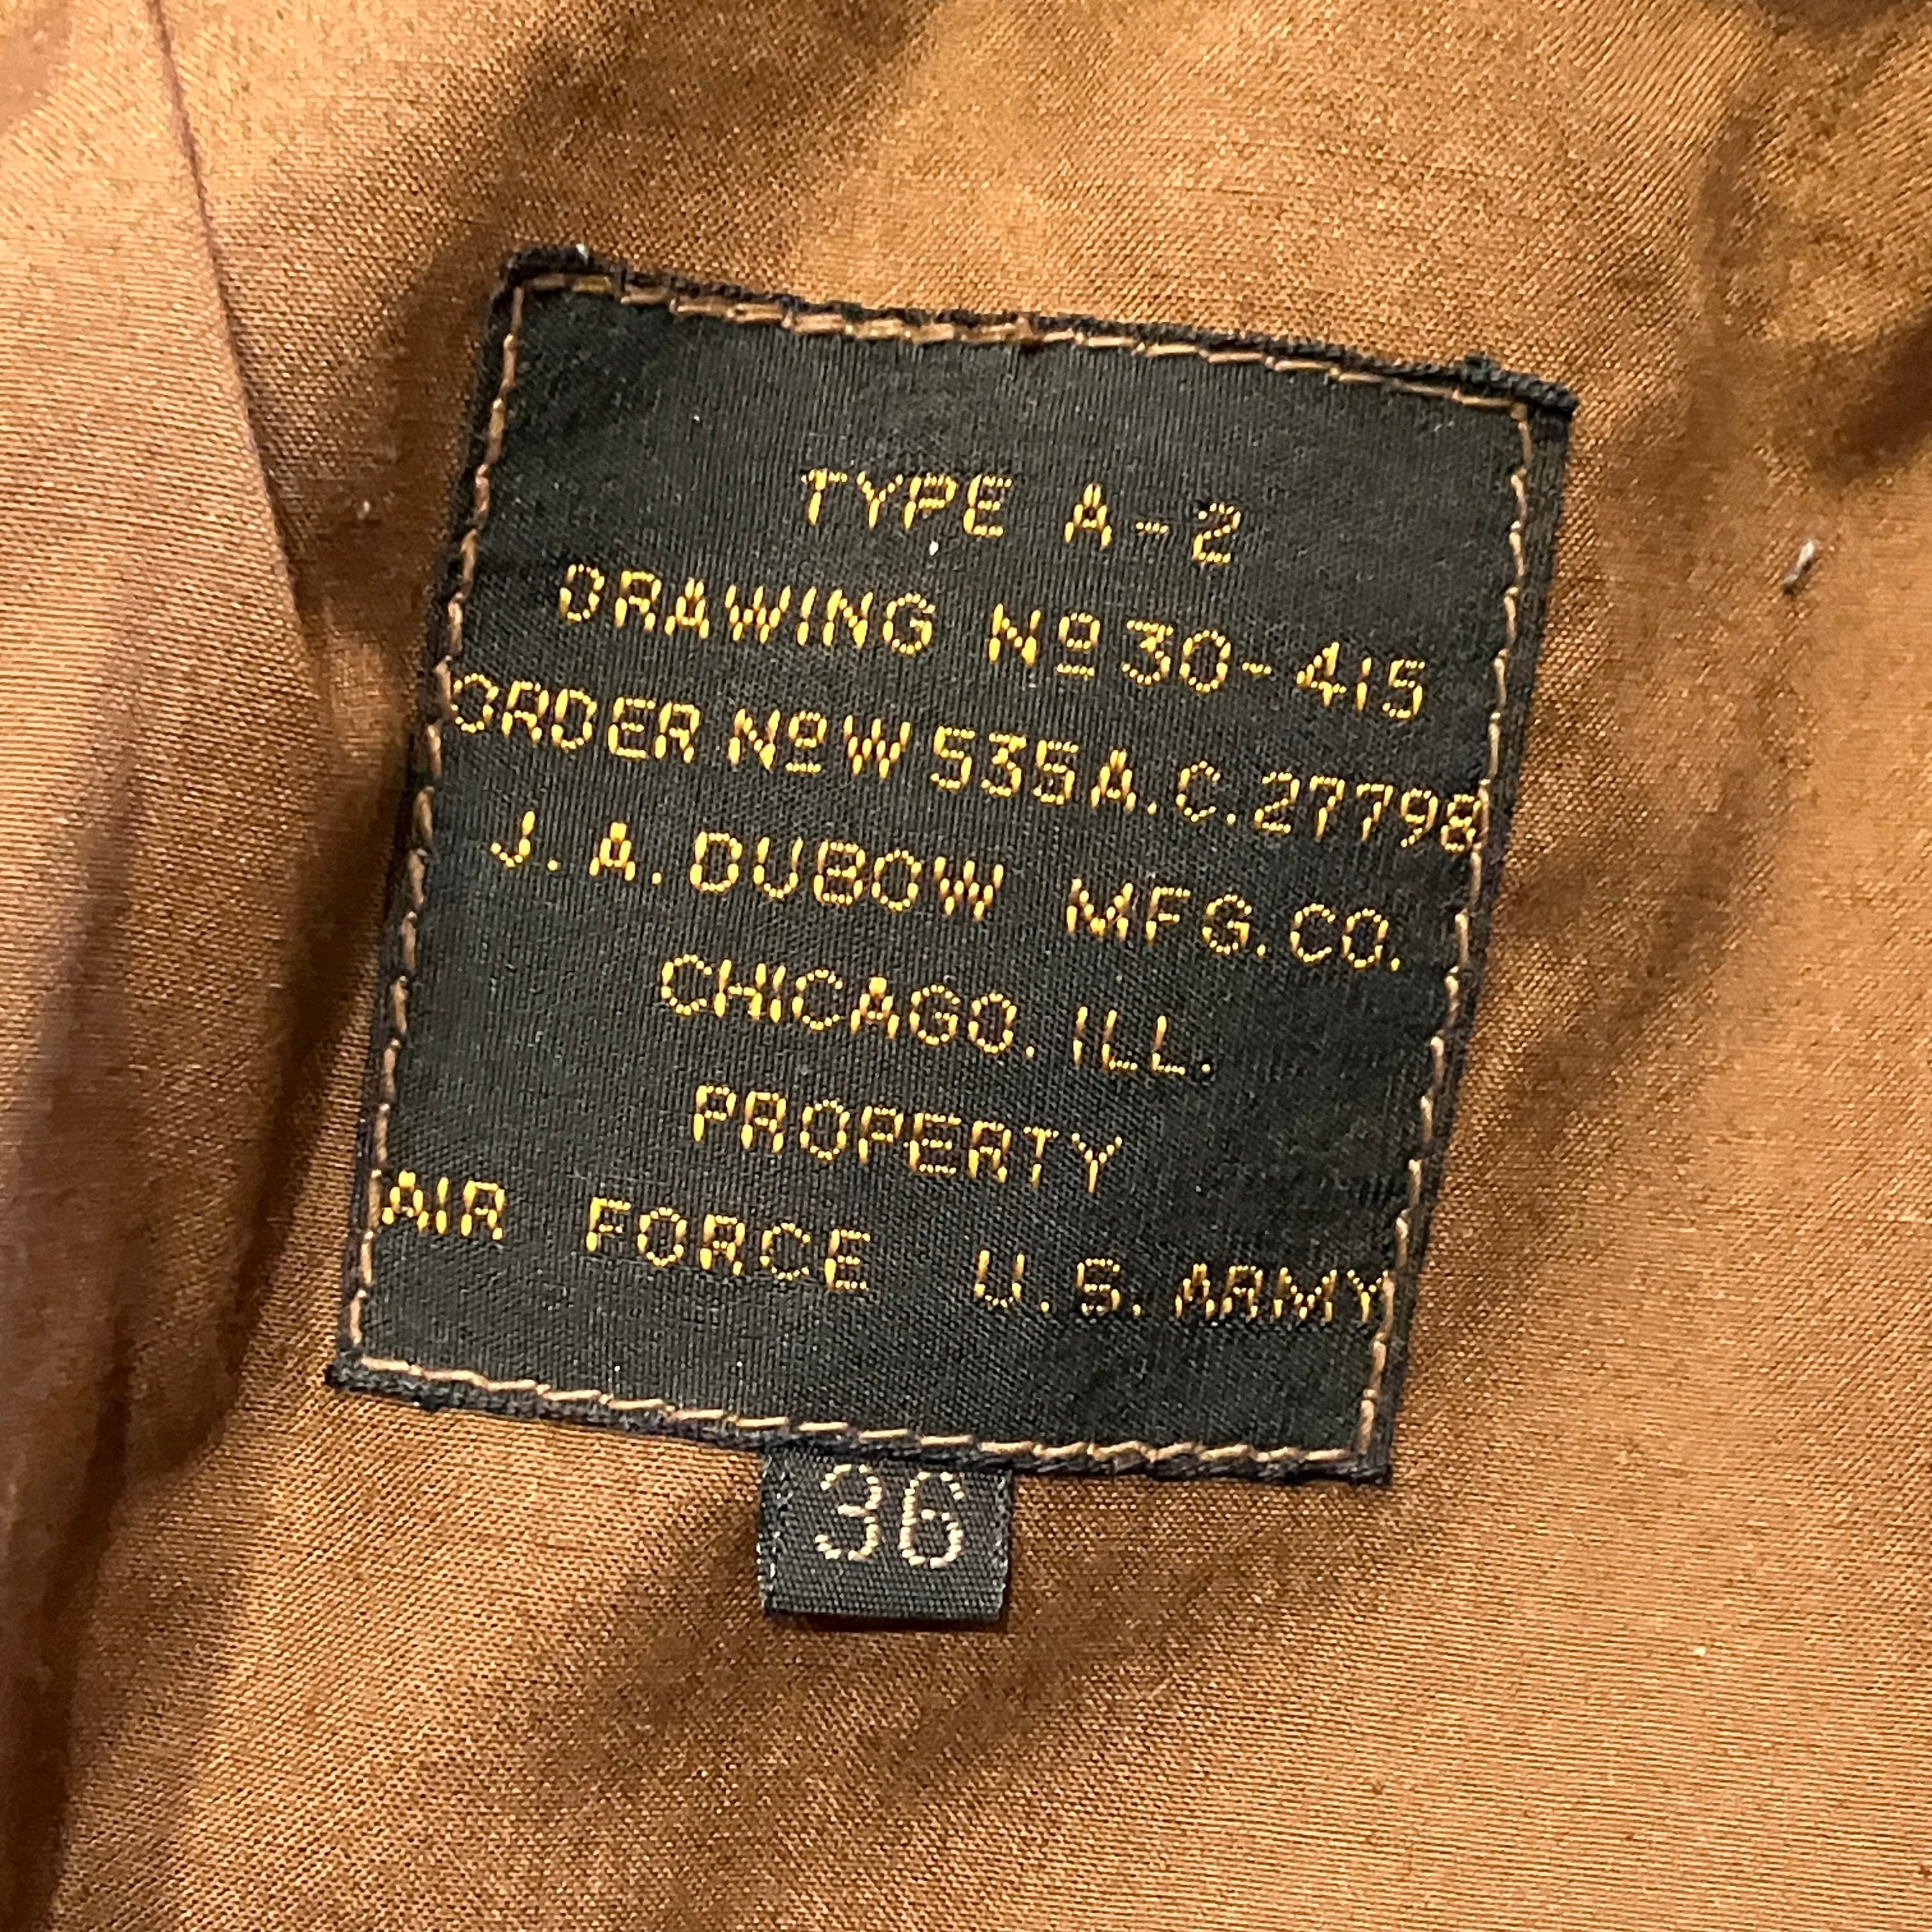 TYPE A-2
DRAWING Nº 30-415
ORDER Nº W 535 A.C. 27798
J. A. DUBOW MFG. CO.
CHICAGO. ILL.
PROPERTY
AIR FORCE U.S. ARMY
36